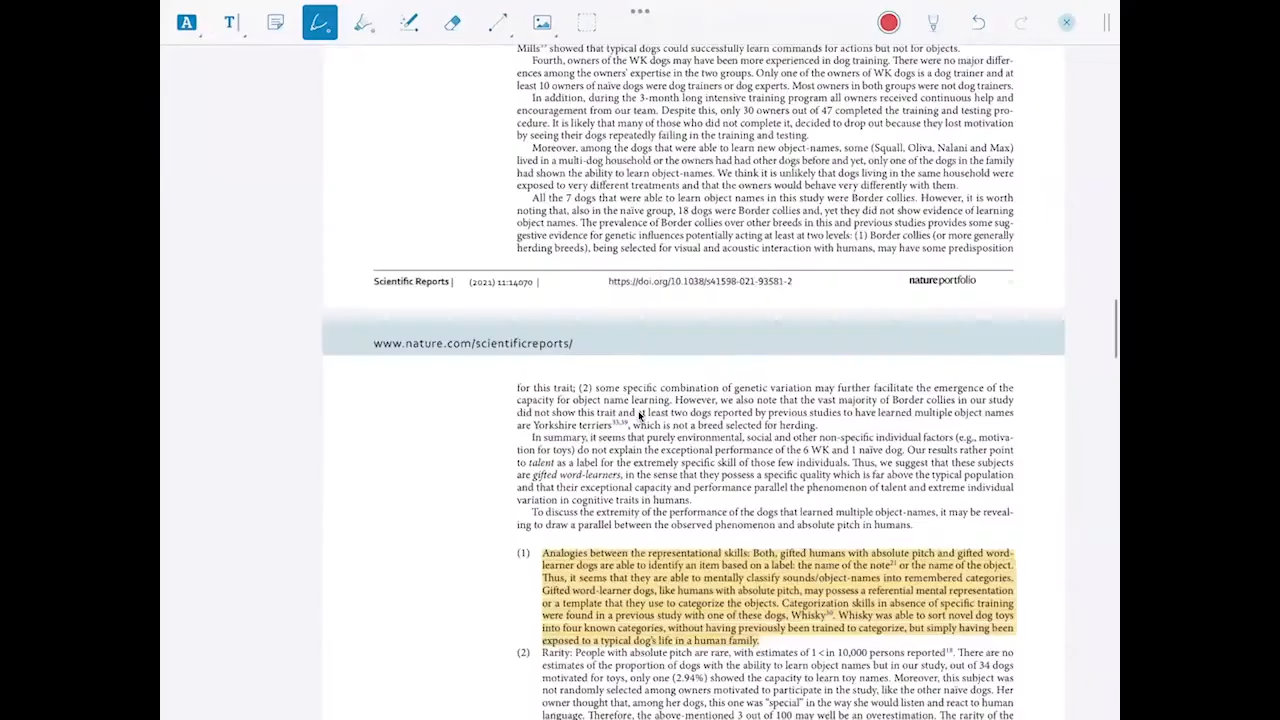 A
T
Mills³⁷ showed that typical dogs could successfully learn commands for actions but not for objects.
Fourth, owners of the WK dogs may have been more experienced in dog training. There were no major differ-
ences among the owners' expertise in the two groups. Only one of the owners of WK dogs is a dog trainer and at
least 10 owners of naïve dogs were dog trainers or dog experts. Most owners in both groups were not dog trainers.
In addition, during the 3-month long intensive training program all owners received continuous help and
encouragement from our team. Despite this, only 30 owners out of 47 completed the training and testing pro-
cedure. It is likely that many of those who did not complete it, decided to drop out because they lost motivation
by seeing their dogs repeatedly failing in the training and testing.
Moreover, among the dogs that were able to learn new object-names, some (Squall, Oliva, Nalani and Max)
lived in a multi-dog household or the owners had had other dogs before and yet, only one of the dogs in the family
had shown the ability to learn object-names. We think it is unlikely that dogs living in the same household were
exposed to very different treatments and that the owners would behave very differently with them.
All the 7 dogs that were able to learn object names in this study were Border collies. However, it is worth
noting that, also in the naïve group, 18 dogs were Border collies and, yet they did not show evidence of learning
object names. The prevalence of Border collies over other breeds in this and previous studies provides some sug-
gestive evidence for genetic influences potentially acting at least at two levels: (1) Border collies (or more generally
herding breeds), being selected for visual and acoustic interaction with humans, may have some predisposition
Scientific Reports | (2021) 11:14070 | https://doi.org/10.1038/s41598-021-93581-2 natureportfolio
www.nature.com/scientificreports/
for this trait; (2) some specific combination of genetic variation may further facilitate the emergence of the
capacity for object name learning. However, we also note that the vast majority of Border collies in our study
did not show this trait and at least two dogs reported by previous studies to have learned multiple object names
are Yorkshire terriers³³,³⁹, which is not a breed selected for herding.
In summary, it seems that purely environmental, social and other non-specific individual factors (e.g., motiva-
tion for toys) do not explain the exceptional performance of the 6 WK and 1 naïve dog. Our results rather point
to talent as a label for the extremely specific skill of those few individuals. Thus, we suggest that these subjects
are gifted word-learners, in the sense that they possess a specific quality which is far above the typical population
and that their exceptional capacity and performance parallel the phenomenon of talent and extreme individual
variation in cognitive traits in humans.
To discuss the extremity of the performance of the dogs that learned multiple object-names, it may be reveal-
ing to draw a parallel between the observed phenomenon and absolute pitch in humans.
(1) Analogies between the representational skills: Both, gifted humans with absolute pitch and gifted word-
learner dogs are able to identify an item based on a label: the name of the note²¹ or the name of the object.
Thus, it seems that they are able to mentally classify sounds/object-names into remembered categories.
Gifted word-learner dogs, like humans with absolute pitch, may possess a referential mental representation
or a template that they use to categorize the objects. Categorization skills in absence of specific training
were found in a previous study with one of these dogs, Whisky³⁰. Whisky was able to sort novel dog toys
into four known categories, without having previously been trained to categorize, but simply having been
exposed to a typical dog's life in a human family.
(2) Rarity: People with absolute pitch are rare, with estimates of 1 < in 10,000 persons reported¹⁸. There are no
estimates of the proportion of dogs with the ability to learn object names but in our study, out of 34 dogs
motivated for toys, only one (2.94%) showed the capacity to learn toy names. Moreover, this subject was
not randomly selected among owners motivated to participate in the study, like the other naïve dogs. Her
owner thought that, among her dogs, this one was "special" in the way she would listen and react to human
language. Therefore, the above-mentioned 3 out of 100 may well be an overestimation. The rarity of the